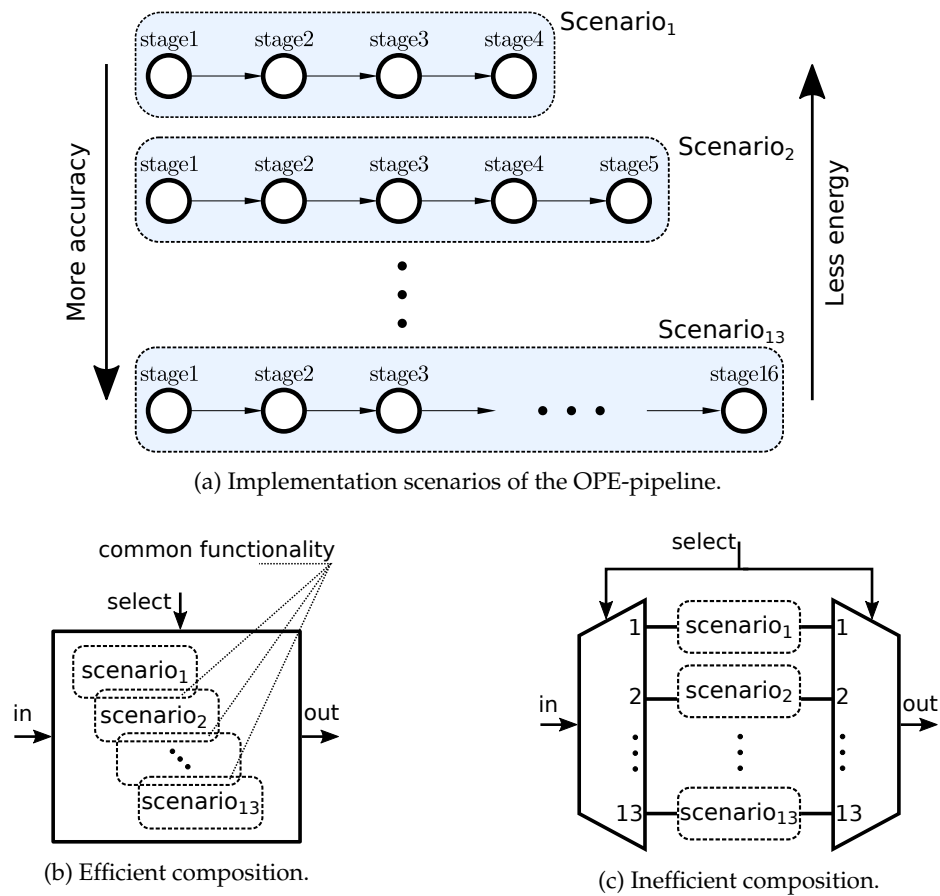 Scenario1
stage1 stage2 stage3 stage4
Scenario2
stage1 stage2 stage3 stage4 stage5
More accuracy
Less energy
Scenario13
stage1 stage2 stage3 stage16
(a) Implementation scenarios of the OPE-pipeline.
common functionality
select
scenario1
scenario2
scenario13
in
out
(b) Efficient composition.
select
1 scenario1 1
2 scenario2 2
13 scenario13 13
in
out
(c) Inefficient composition.